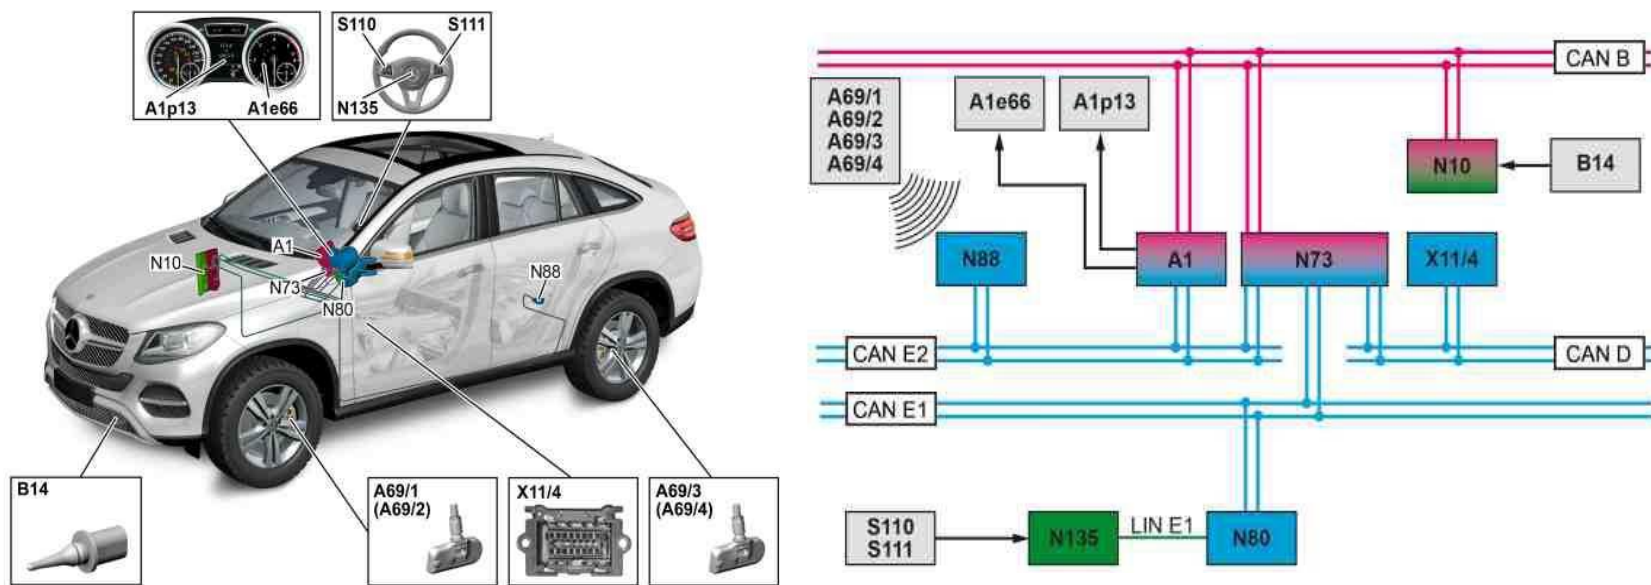 S110 S111
N135
A1p13 A1e66
A1
N10
N73
N80
N88
B14
A69/1
(A69/2)
X11/4
A69/3
(A69/4)
CAN B
A69/1
A69/2
A69/3
A69/4
A1e66
A1p13
N10
B14
N88
A1
N73
X11/4
CAN E2
CAN D
CAN E1
S110
S111
N135
LIN E1
N80